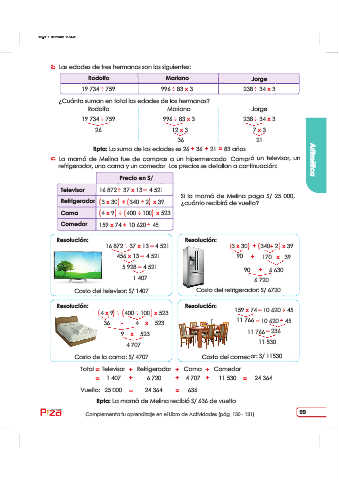 b. Las edades de tres hermanos son las siguientes:
Rodolfo Mariano Jorge
19 734 ÷ 759 996 ÷ 83 x 3 238 ÷ 34 x 3
¿Cuánto suman en total las edades de los hermanos?
Rodolfo Mariano Jorge
19 734 ÷ 759 996 ÷ 83 x 3 238 ÷ 34 x 3
26 12 x 3 7 x 3
36 21
Rpta: La suma de las edades es 26 + 36 + 21 = 83 años
c. La mamá de Melina fue de compras a un hipermercado. Compró un televisor, un
refrigerador, una cama y un comedor. Los precios se detallan a continuación:
Precio en S/
Televisor 16 872 ÷ 37 x 13 – 4 521
Refrigerador (3 x 30) + (340 ÷ 2) x 39
Cama (4 x 9) ÷ (400 ÷ 100) x 523
Comedor 159 x 74 + 10 620 ÷ 45
Si la mamá de Melina paga S/ 25 000,
¿cuánto recibirá de vuelto?
Aritmética
Resolución:
16 872 ÷ 37 x 13 – 4 521
456 x 13 – 4 521
5 928 – 4 521
1 407
Costo del televisor: S/ 1407
Resolución:
(3 x 30) + (340÷ 2) x 39
90 + 170 x 39
90 + 6 630
6 720
Costo del refrigerador: S/ 6720
Resolución:
(4 x 9) ÷ (400 ÷ 100) x 523
36 ÷ 4 x 523
9 x 523
4 707
Costo de la cama: S/ 4707
Resolución:
159 x 74 – 10 620 ÷ 45
11 766 – 10 620 ÷ 45
11 766 – 236
11 530
Costo del comedor: S/ 11530
Total = Televisor + Refrigerador + Cama + Comedor
= 1 407 + 6 720 + 4 707 + 11 530 = 24 364
Vuelto: 25 000 – 24 364 = 636
Rpta: La mamá de Melina recibió S/ 636 de vuelto
Complementa tu aprendizaje en el Libro de Actividades (pág. 130 - 131)